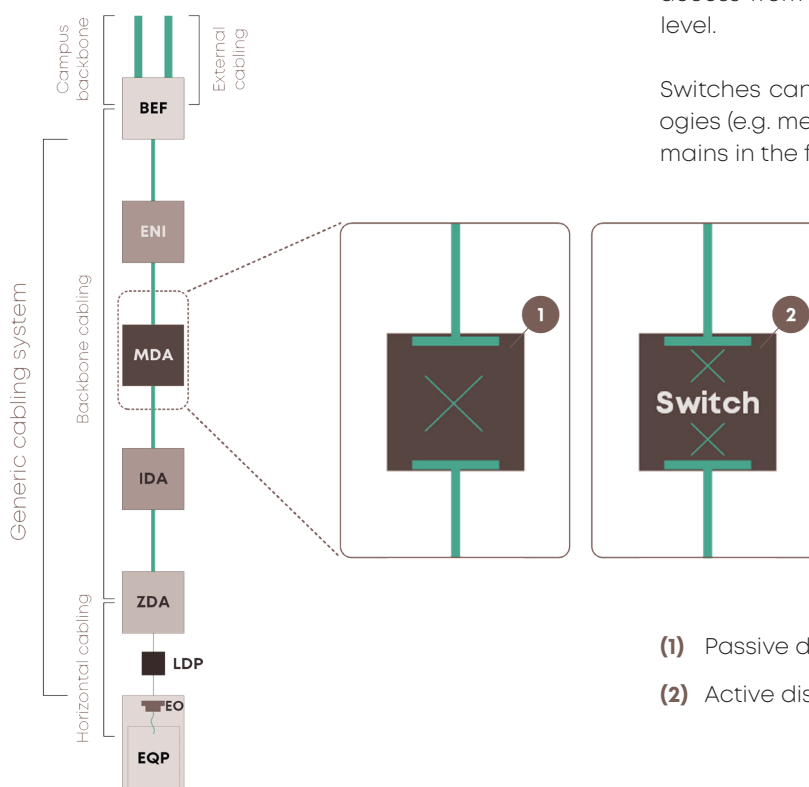 level.
Switches can
ogies (e.g. me
mains in the f
Campus
backbone
External
cabling
BEF
ENI
MDA
IDA
ZDA
LDP
EO
EQP
Generic cabling system
Backbone cabling
Horizontal cabling
1
2
Switch
(1) Passive d
(2) Active dis